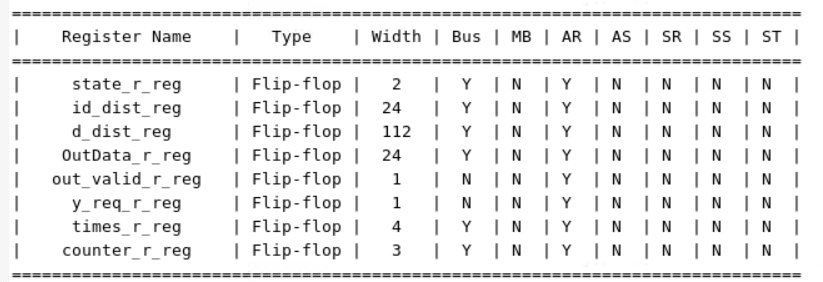 ===============================================================================
|    Register Name    |   Type    | Width | Bus | MB | AR | AS | SR | SS | ST |
===============================================================================
|     state_r_reg     | Flip-flop |   2   |  Y  | N  | Y  | N  | N  | N  | N  |
|     id_dist_reg     | Flip-flop |  24   |  Y  | N  | Y  | N  | N  | N  | N  |
|     d_dist_reg      | Flip-flop |  112  |  Y  | N  | Y  | N  | N  | N  | N  |
|    OutData_r_reg    | Flip-flop |  24   |  Y  | N  | Y  | N  | N  | N  | N  |
|   out_valid_r_reg   | Flip-flop |   1   |  N  | N  | Y  | N  | N  | N  | N  |
|     y_req_r_reg     | Flip-flop |   1   |  N  | N  | Y  | N  | N  | N  | N  |
|     times_r_reg     | Flip-flop |   4   |  Y  | N  | Y  | N  | N  | N  | N  |
|    counter_r_reg    | Flip-flop |   3   |  Y  | N  | Y  | N  | N  | N  | N  |
===============================================================================